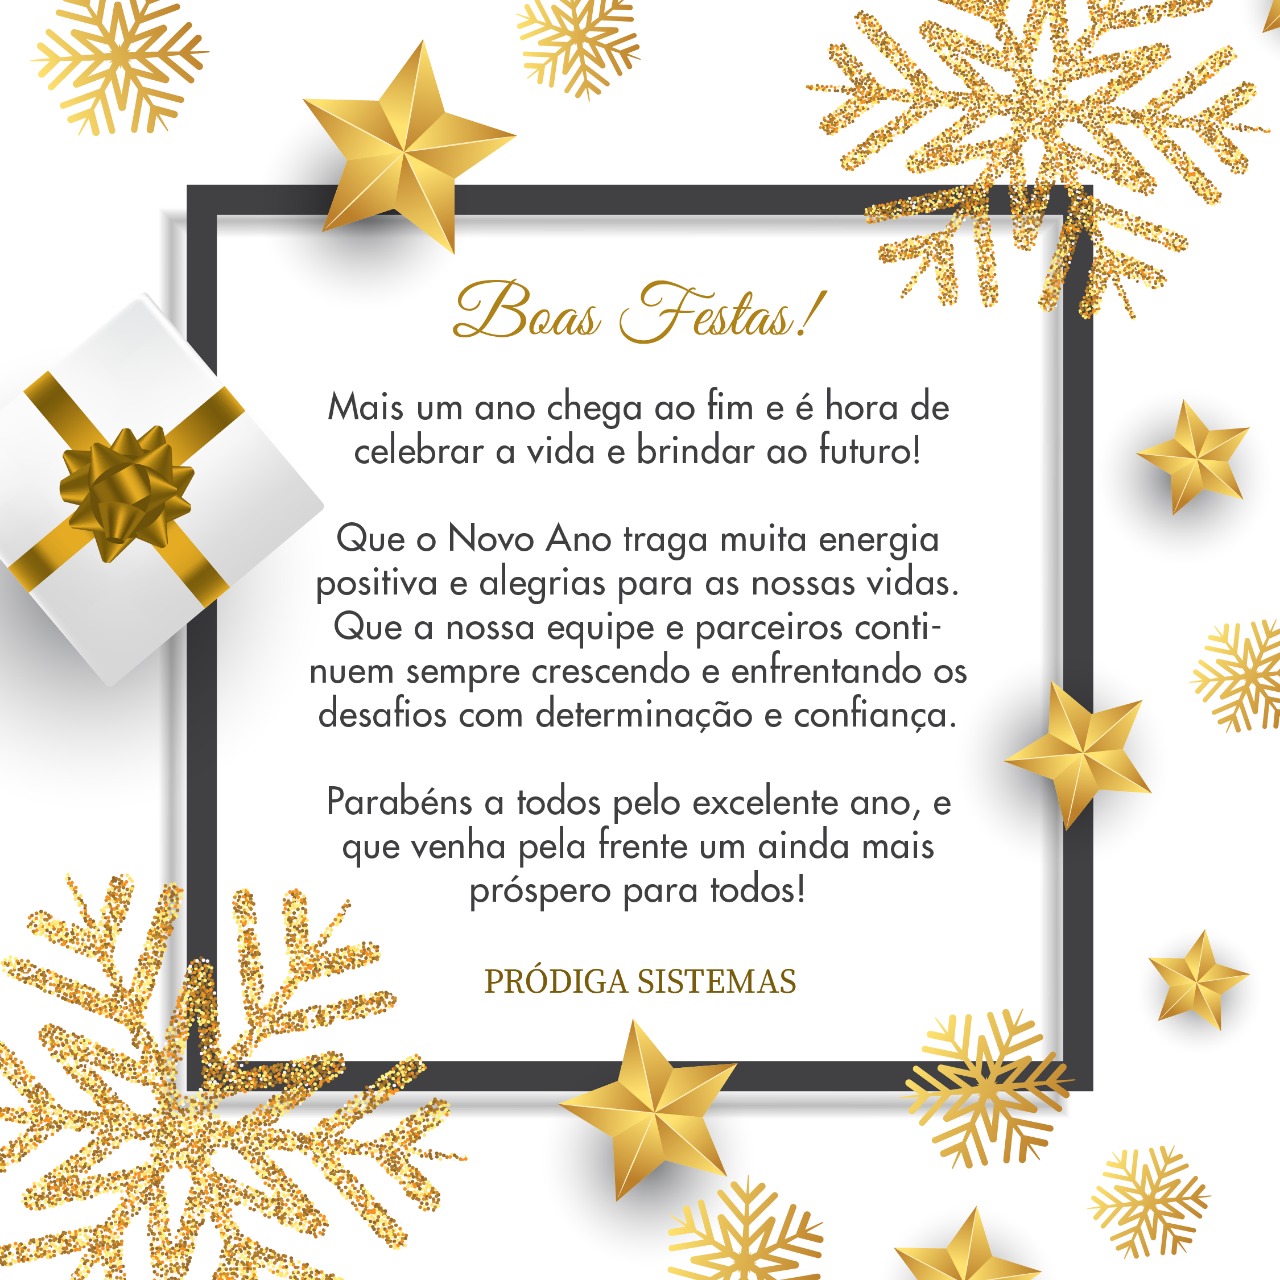 Boas Festas!
Mais um ano chega ao fim e é hora de
celebrar a vida e brindar ao futuro!
Que o Novo Ano traga muita energia
positiva e alegrias para as nossas vidas.
Que a nossa equipe e parceiros conti-
nuem sempre crescendo e enfrentando os
desafios com determinação e confiança.
Parabéns a todos pelo excelente ano, e
que venha pela frente um ainda mais
próspero para todos!
PRÓDIGA SISTEMAS